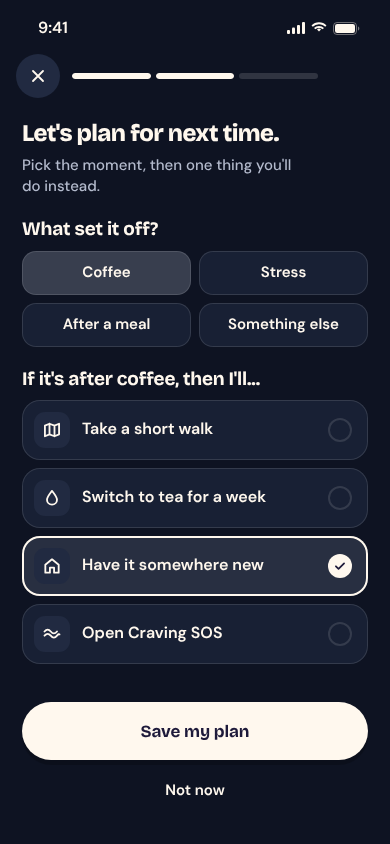 9:41
Let's plan for next time.
Pick the moment, then one thing you'll
do instead.
What set it off?
Coffee
Stress
After a meal
Something else
If it's after coffee, then I'll...
Take a short walk
Switch to tea for a week
Have it somewhere new
Open Craving SOS
Save my plan
Not now